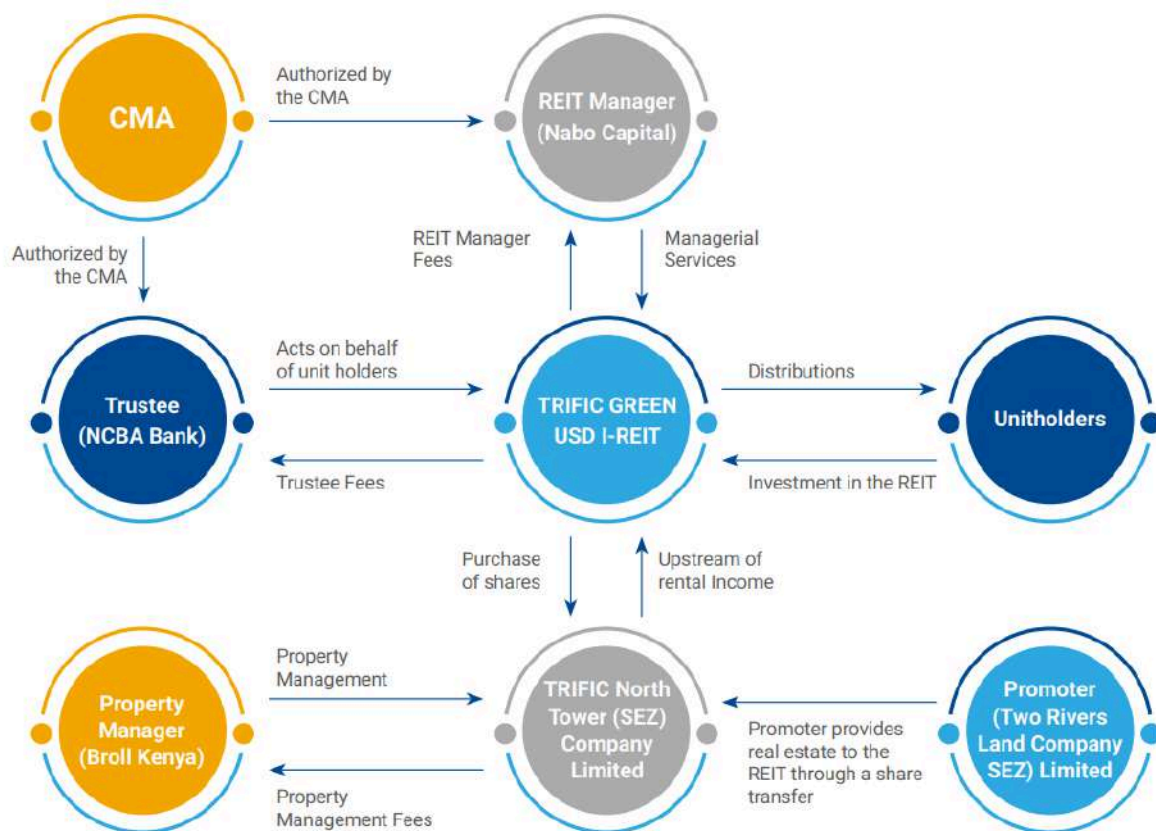 CMA
Authorized by
the CMA
REIT Manager
(Nabo Capital)
Authorized by
the CMA
REIT Manager
Fees
Managerial
Services
Trustee
(NCBA Bank)
Acts on behalf
of unit holders
Trustee Fees
TRIFIC GREEN
USD I-REIT
Distributions
Investment in the REIT
Unitholders
Purchase
of shares
Upstream of
rental Income
Property
Manager
(Broll Kenya)
Property
Management
Property
Management Fees
TRIFIC North
Tower (SEZ)
Company
Limited
Promoter provides
real estate to the
REIT through a share
transfer
Promoter
(Two Rivers
Land Company
SEZ) Limited